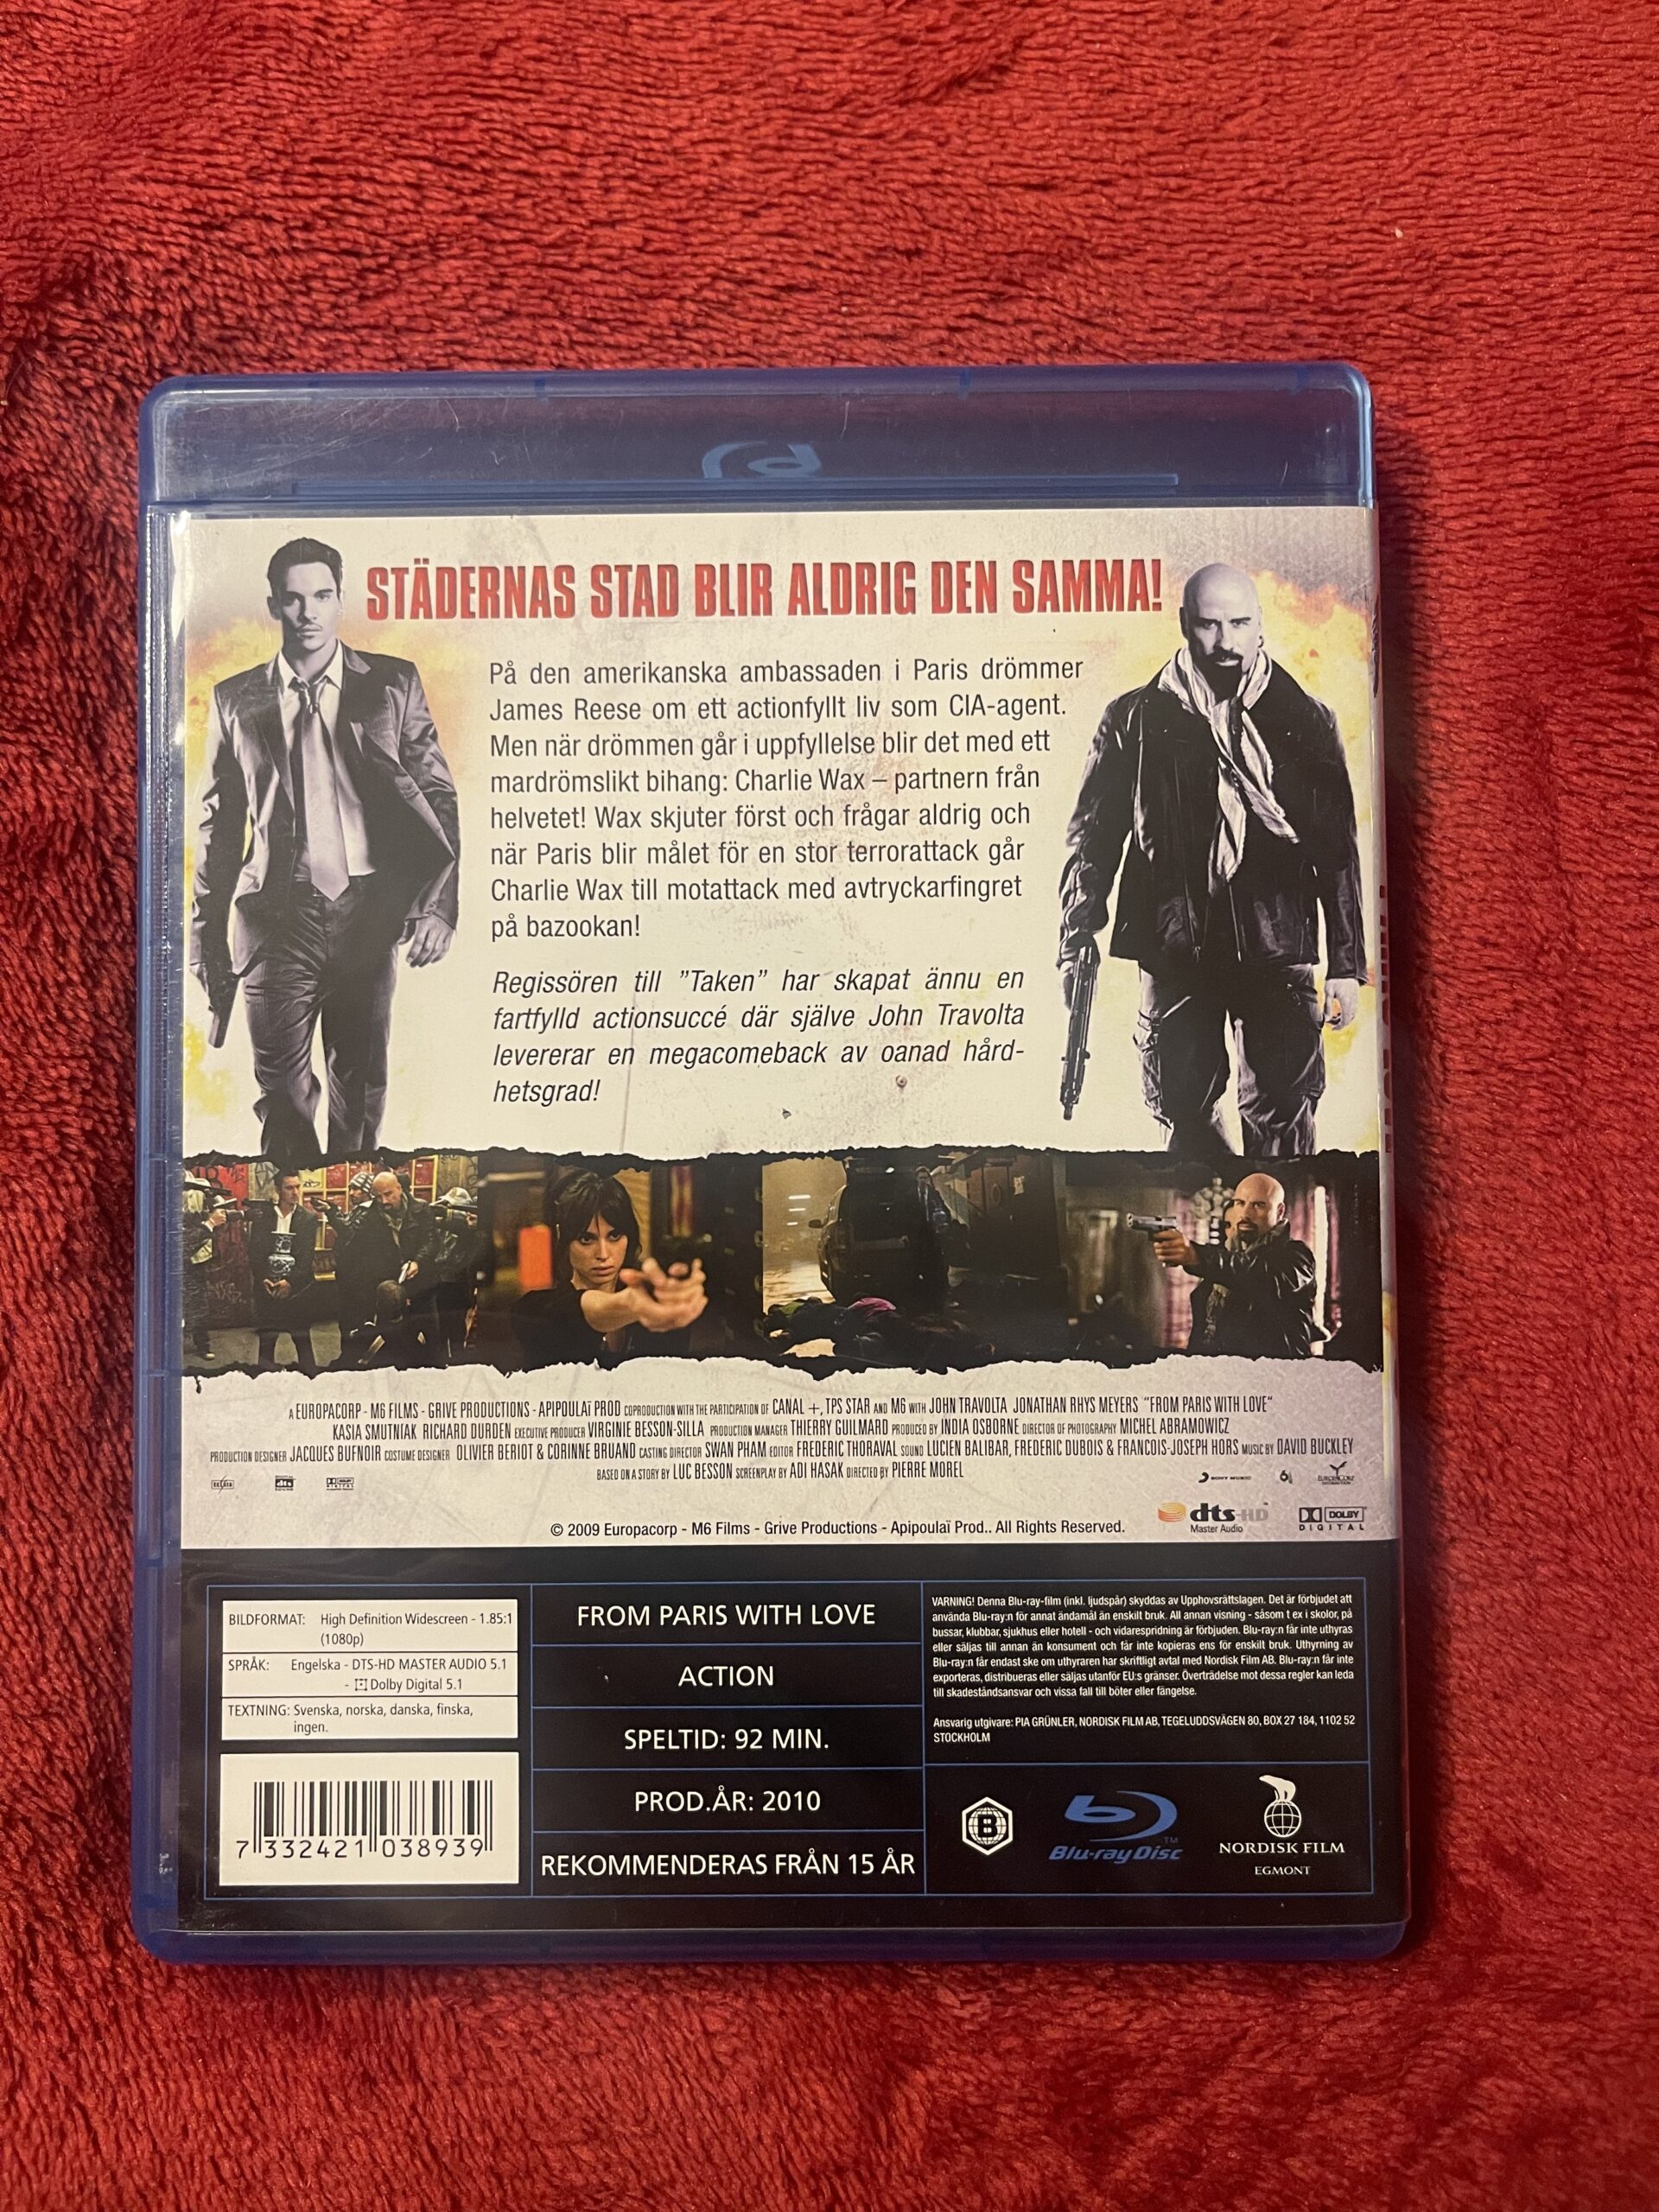 STÄDERNAS STAD BLIR ALDRIG DEN SAMMA!
På den amerikanska ambassaden i Paris drömmer
James Reese om ett actionfyllt liv som CIA-agent.
Men när drömmen går i uppfyllelse blir det med ett
mardrömslikt bihang: Charlie Wax – partnern från
helvetet! Wax skjuter först och frågar aldrig och
när Paris blir målet för en stor terrorattack går
Charlie Wax till motattack med avtryckarfingret
på bazookan!
Regissören till ”Taken” har skapat ännu en
fartfylld actionsuccé där själve John Travolta
levererar en megacomeback av oanad hård-
hetsgrad!
A EUROPACORP - M6 FILMS - GRIVE PRODUCTIONS - APIPOULAÏ PROD COPRODUCTION WITH THE PARTICIPATION OF CANAL +, TPS STAR AND M6 WITH JOHN TRAVOLTA JONATHAN RHYS MEYERS "FROM PARIS WITH LOVE"
KASIA SMUTNIAK RICHARD DURDEN EXECUTIVE PRODUCER VIRGINIE BESSON-SILLA PRODUCTION MANAGER THIERRY GUILMARD PRODUCED BY INDIA OSBORNE DIRECTOR OF PHOTOGRAPHY MICHEL ABRAMOWICZ
PRODUCTION DESIGNER JACQUES BUFNOIR COSTUME DESIGNER OLIVIER BERIOT & CORINNE BRUAND CASTING DIRECTOR SWAN PHAM EDITOR FREDERIC THORAVAL SOUND LUCIEN BALIBAR, FREDERIC DUBOIS & FRANCOIS-JOSEPH HORS MUSIC BY DAVID BUCKLEY
BASED ON A STORY BY LUC BESSON SCREENPLAY BY ADI HASAK DIRECTED BY PIERRE MOREL
dts DOLBY DIGITAL SONY MUSIC 6 EUROPACORP
dts-HD Master Audio DOLBY DIGITAL
© 2009 Europacorp - M6 Films - Grive Productions - Apipoulaï Prod.. All Rights Reserved.
BILDFORMAT: High Definition Widescreen - 1.85:1
(1080p)
SPRÅK: Engelska - DTS-HD MASTER AUDIO 5.1
- Dolby Digital 5.1
TEXTNING: Svenska, norska, danska, finska,
ingen.
7 332421 038939
FROM PARIS WITH LOVE
ACTION
SPELTID: 92 MIN.
PROD.ÅR: 2010
REKOMMENDERAS FRÅN 15 ÅR
VARNING! Denna Blu-ray-film (inkl. ljudspår) skyddas av Upphovsrättslagen. Det är förbjudet att
använda Blu-ray:n för annat ändamål än enskilt bruk. All annan visning - såsom t ex i skolor, på
bussar, klubbar, sjukhus eller hotell - och vidarespridning är förbjuden. Blu-ray:n får inte uthyras
eller säljas till annan än konsument och får inte kopieras ens för enskilt bruk. Uthyrning av
Blu-ray:n får endast ske om uthyraren har skriftligt avtal med Nordisk Film AB. Blu-ray:n får inte
exporteras, distribueras eller säljas utanför EU:s gränser. Överträdelse mot dessa regler kan leda
till skadeståndsansvar och vissa fall till böter eller fängelse.
Ansvarig utgivare: PIA GRÜNLER, NORDISK FILM AB, TEGELUDDSVÄGEN 80, BOX 27 184, 1102 52
STOCKHOLM
B
Blu-ray Disc TM
NORDISK FILM
EGMONT